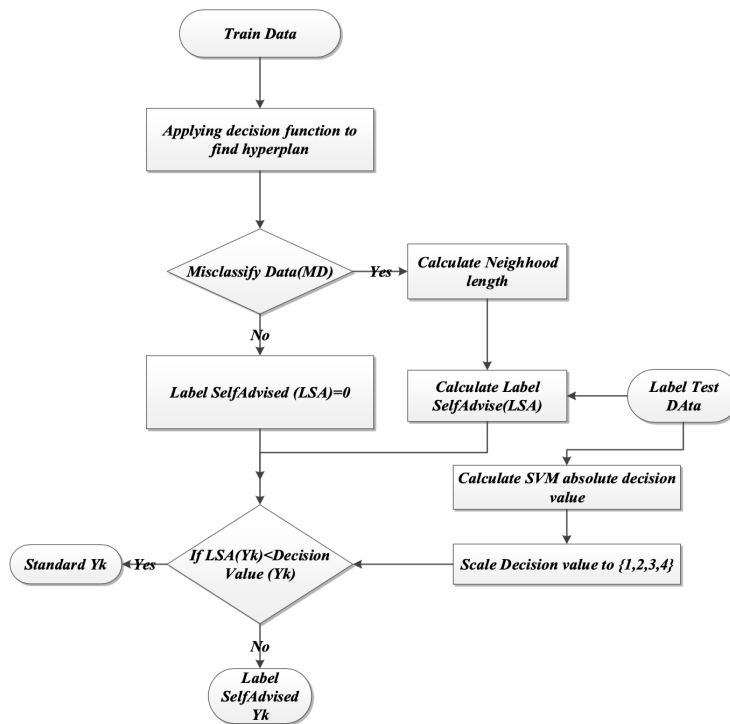 Train Data
Applying decision function to
find hyperplan
Misclassify Data(MD)
Yes
Calculate Neighhood
length
No
Label SelfAdvised (LSA)=0
Calculate Label
SelfAdvise(LSA)
Label Test
DAta
Calculate SVM absolute decision
value
If LSA(Yk)<Decision
Value (Yk)
Yes
Standard Yk
Scale Decision value to {1,2,3,4}
No
Label
SelfAdvised
Yk